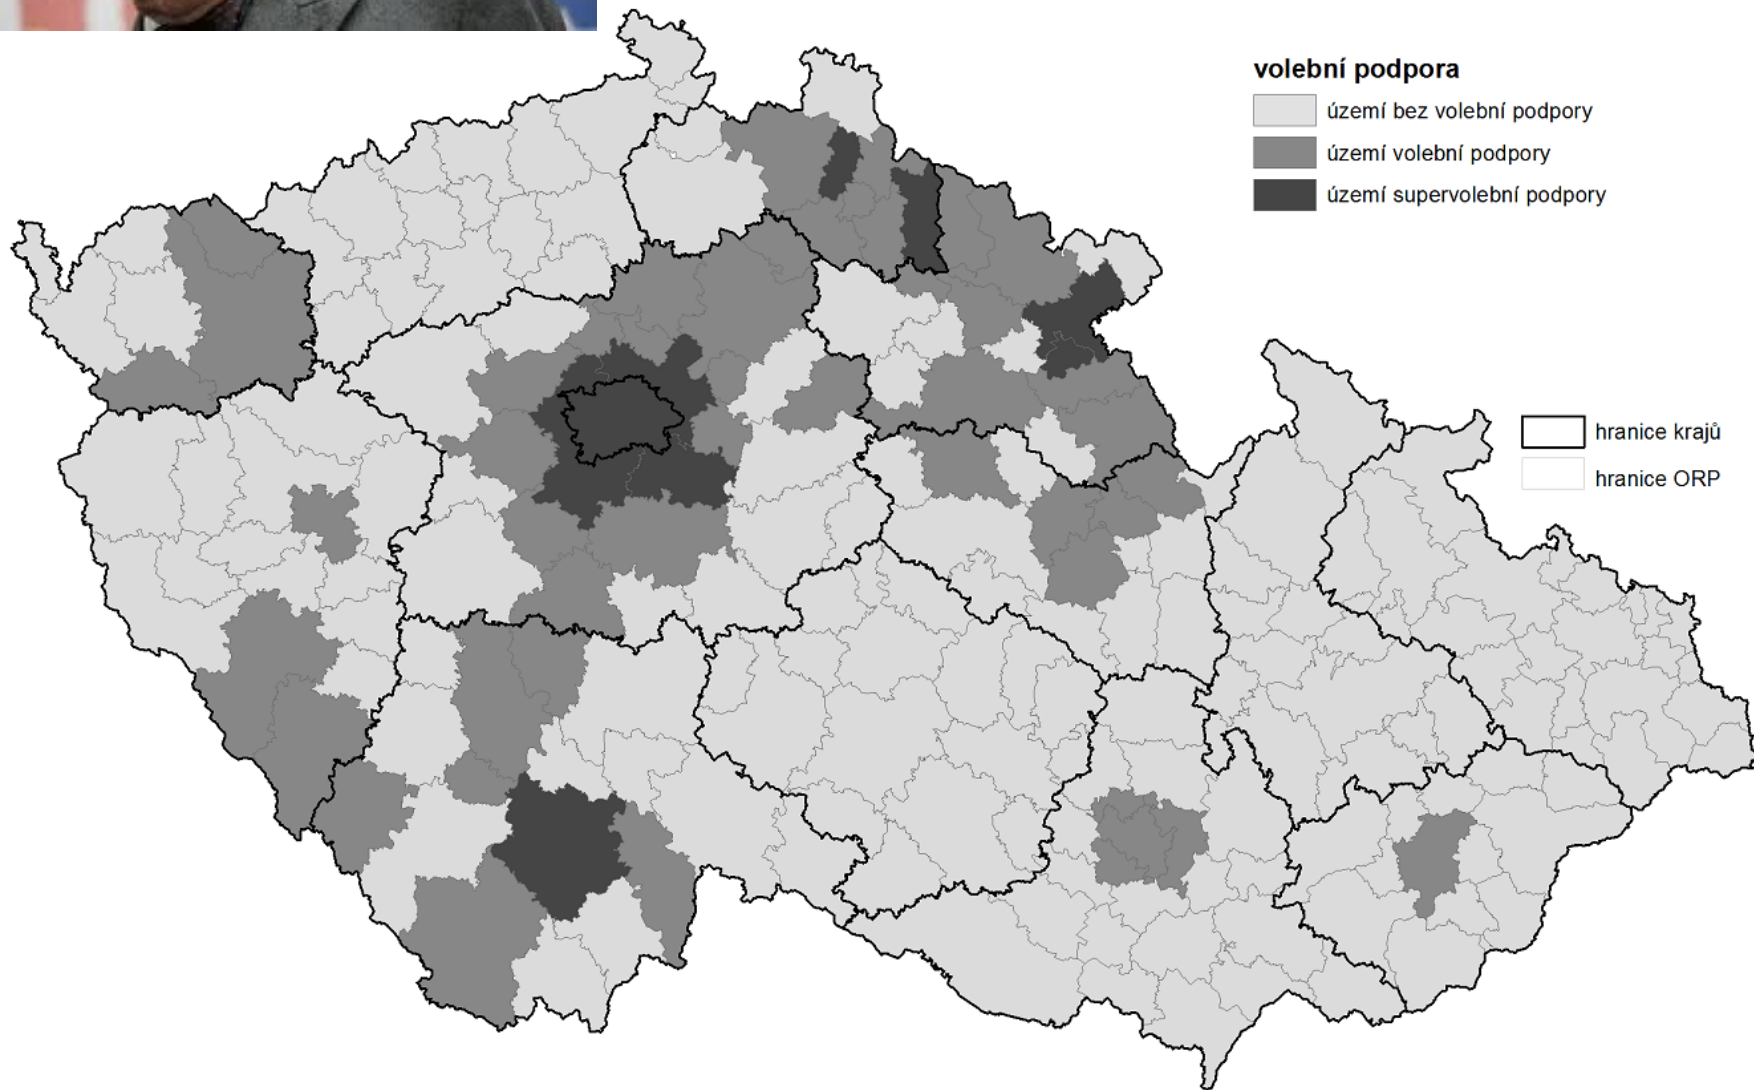 volební podpora
území bez volební podpory
území volební podpory
území supervolební podpory
hranice krajů
hranice ORP